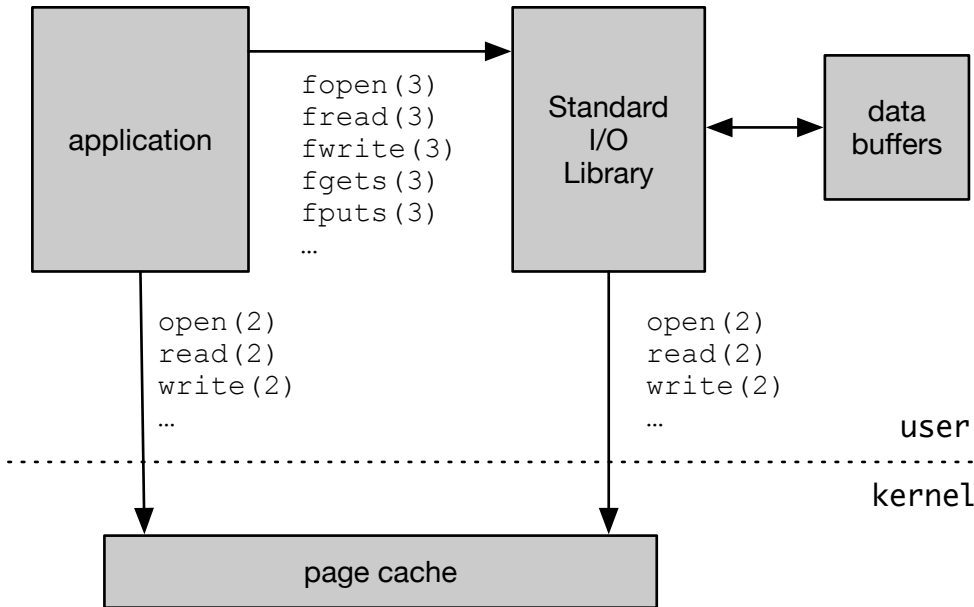 application
fopen(3)
fread(3)
fwrite(3)
fgets(3)
fputs(3)
…
Standard
I/O
Library
data
buffers
open(2)
read(2)
write(2)
…
open(2)
read(2)
write(2)
…
user
kernel
page cache